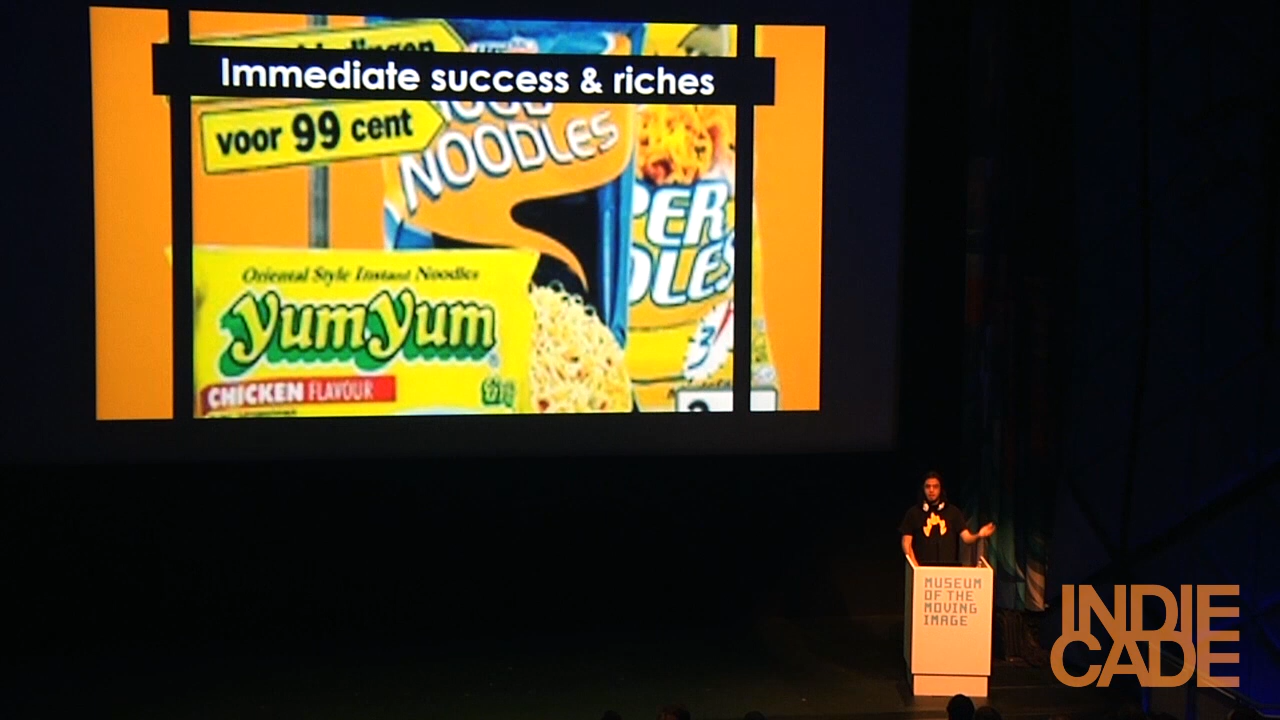 Immediate success & riches
voor 99 cent
NOODLES
PER
Oriental Style Instant Noodles
YumYum
CHICKEN FLAVOUR
MUSEUM
OF THE
MOVING
IMAGE
INDIE
CADE